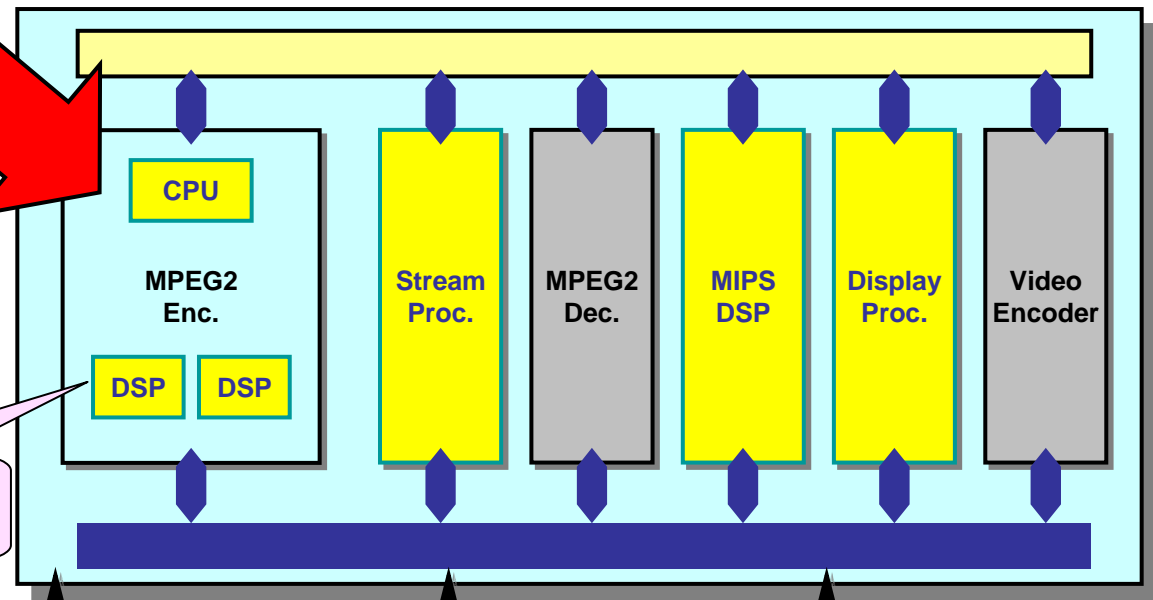 CPU
MPEG2
Enc.
DSP
DSP
Stream
Proc.
MPEG2
Dec.
MIPS
DSP
Display
Proc.
Video
Encoder